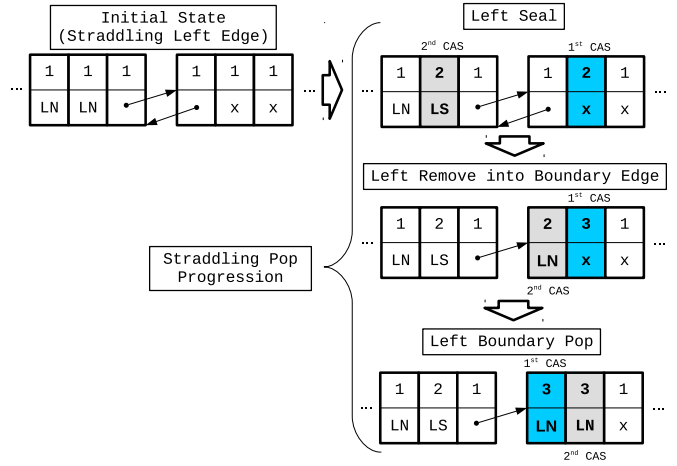 Initial State
(Straddling Left Edge)
1 1 1 1 1 1
... LN LN x x ...
Left Seal
2nd CAS 1st CAS
1 2 1 1 2 1
... LN LS x x ...
Left Remove into Boundary Edge
1st CAS
1 2 1 2 3 1
... LN LS LN x x ...
2nd CAS
Straddling Pop
Progression
Left Boundary Pop
1st CAS
1 2 1 3 3 1
... LN LS LN LN x ...
2nd CAS